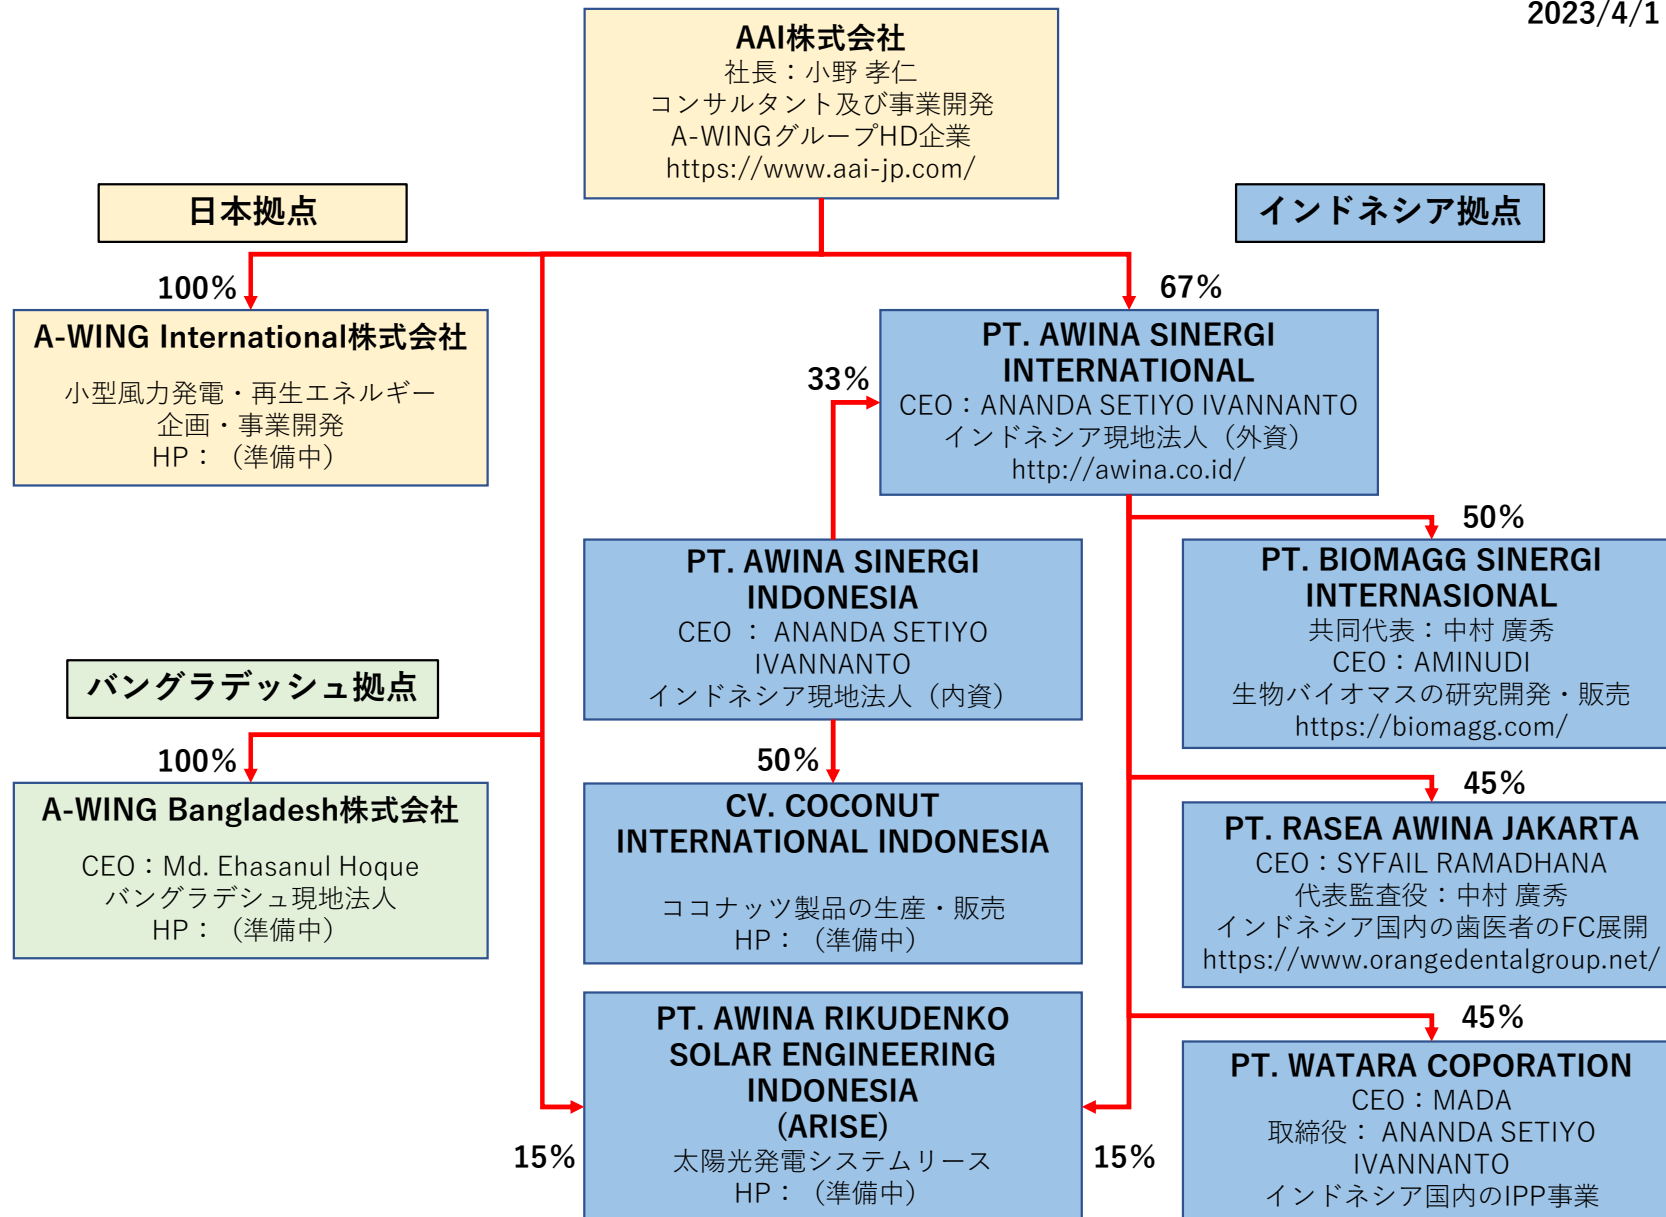 2023/4/1
AAI株式会社
社長：小野 孝仁
コンサルタント及び事業開発
A-WINGグループHD企業
https://www.aai-jp.com/
日本拠点
インドネシア拠点
100%
67%
A-WING International株式会社
小型風力発電・再生エネルギー
企画・事業開発
HP：（準備中）
PT. AWINA SINERGI
INTERNATIONAL
CEO：ANANDA SETIYO IVANNANTO
インドネシア現地法人（外資）
http://awina.co.id/
33%
50%
PT. AWINA SINERGI
INDONESIA
CEO ： ANANDA SETIYO
IVANNANTO
インドネシア現地法人（内資）
PT. BIOMAGG SINERGI
INTERNASIONAL
共同代表：中村 廣秀
CEO：AMINUDI
生物バイオマスの研究開発・販売
https://biomagg.com/
バングラデッシュ拠点
100%
50%
45%
A-WING Bangladesh株式会社
CEO：Md. Ehasanul Hoque
バングラデシュ現地法人
HP：（準備中）
CV. COCONUT
INTERNATIONAL INDONESIA
ココナッツ製品の生産・販売
HP：（準備中）
PT. RASEA AWINA JAKARTA
CEO：SYFAIL RAMADHANA
代表監査役：中村 廣秀
インドネシア国内の歯医者のFC展開
https://www.orangedentalgroup.net/
45%
PT. AWINA RIKUDENKO
SOLAR ENGINEERING
INDONESIA
(ARISE)
太陽光発電システムリース
HP：（準備中）
15%
15%
PT. WATARA COPORATION
CEO：MADA
取締役： ANANDA SETIYO
IVANNANTO
インドネシア国内のIPP事業